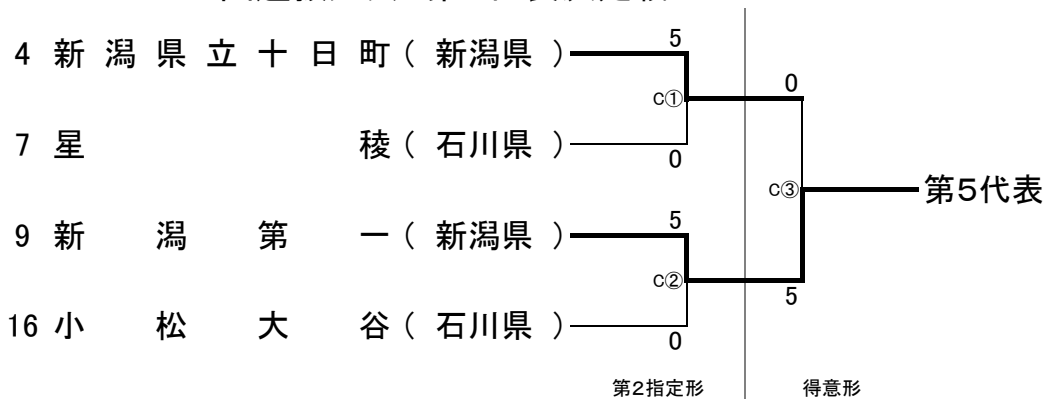 5
4 新潟県立十日町 ( 新潟県 )
0
C①
7 星稜 ( 石川県 )
0
C③ 第5代表
5
9 新潟第一 ( 新潟県 )
C②
5
16 小松大谷 ( 石川県 )
0
第2指定形 得意形